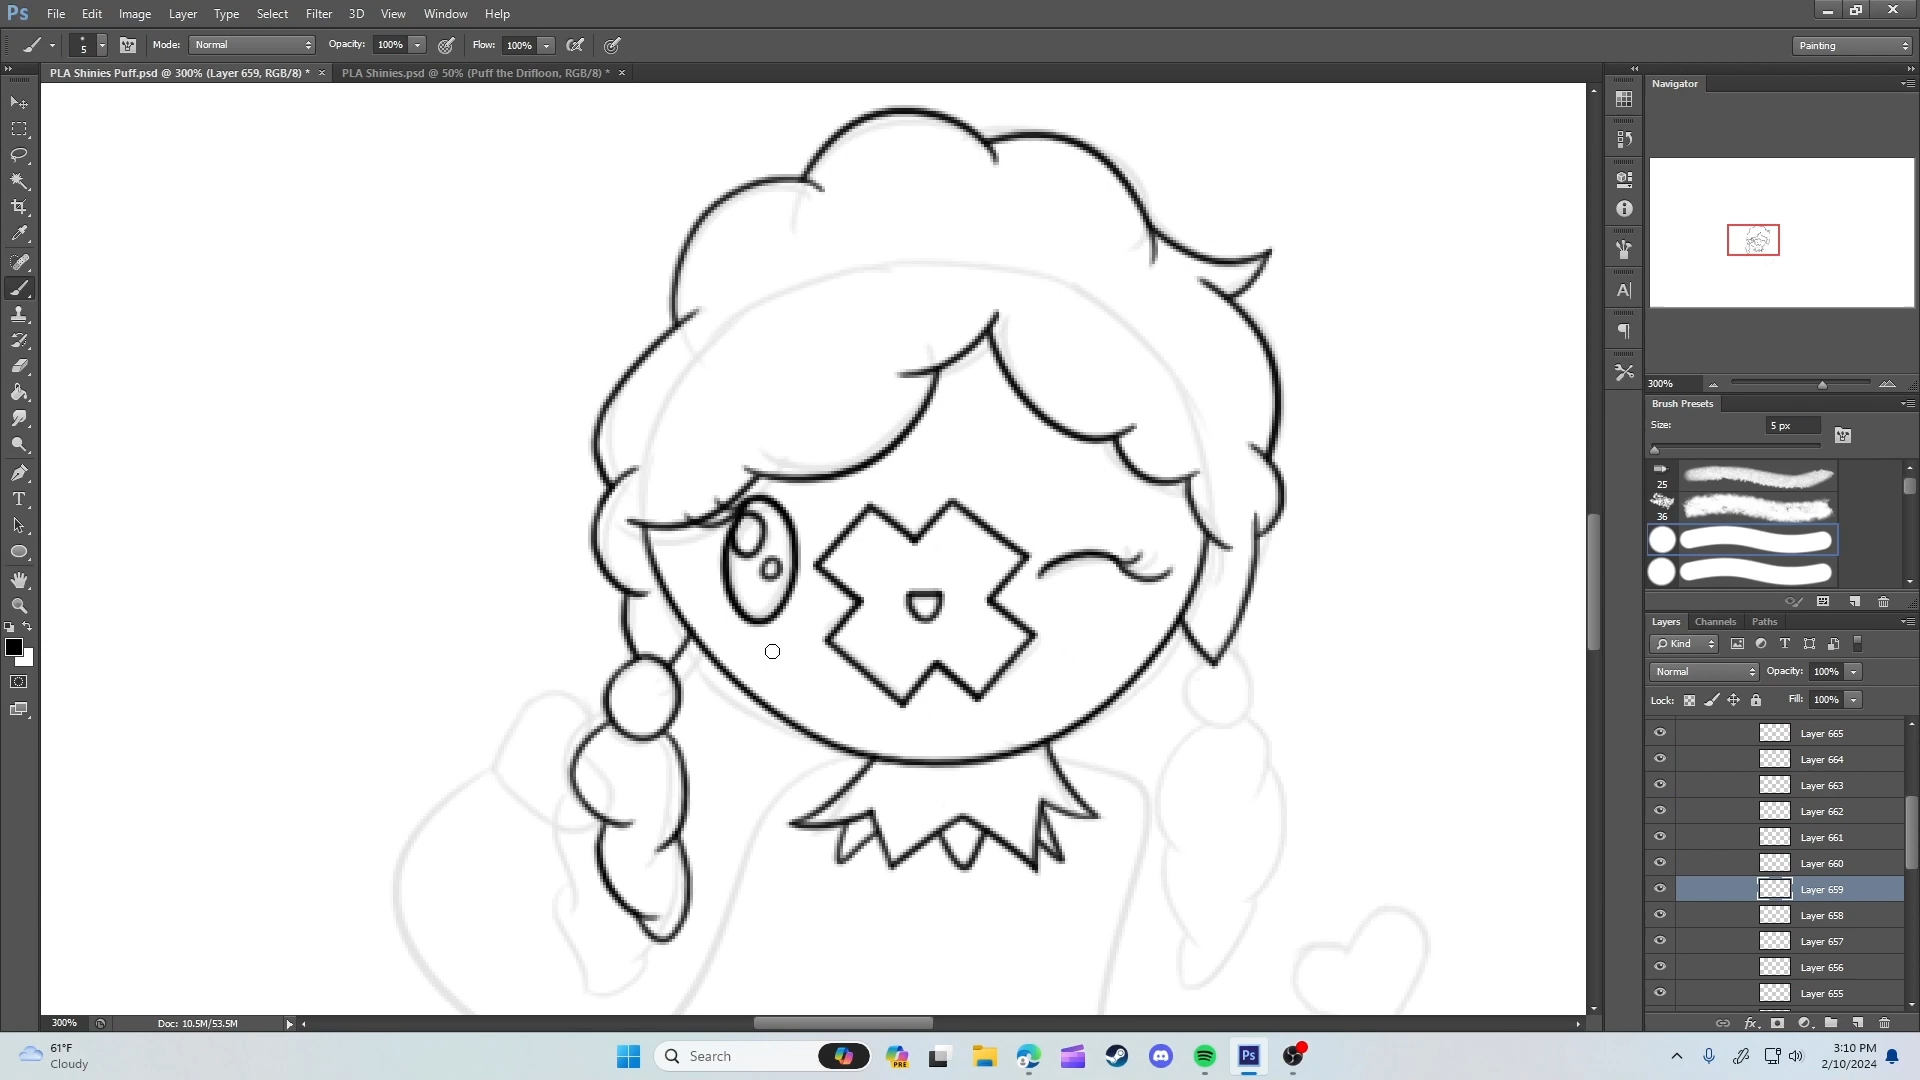 Ps File Edit Image Layer Type Select Filter 3D View Window Help
5 Mode: Normal Opacity: 100% Flow: 100% Painting
PLA Shinies Puff.psd @ 300% (Layer 659, RGB/8) * × PLA Shinies.psd @ 50% (Puff the Drifloon, RGB/8) * ×
Navigator
300%
Brush Presets
Size: 5 px
25
36
Layers Channels Paths
Kind
Normal Opacity: 100%
Lock: Fill: 100%
Layer 665
Layer 664
Layer 663
Layer 662
Layer 661
Layer 660
Layer 659
Layer 658
Layer 657
Layer 656
Layer 655
300% Doc: 10.5M/53.5M
fx
61°F
Cloudy
Search
PRE
Ps
3:10 PM
2/10/2024